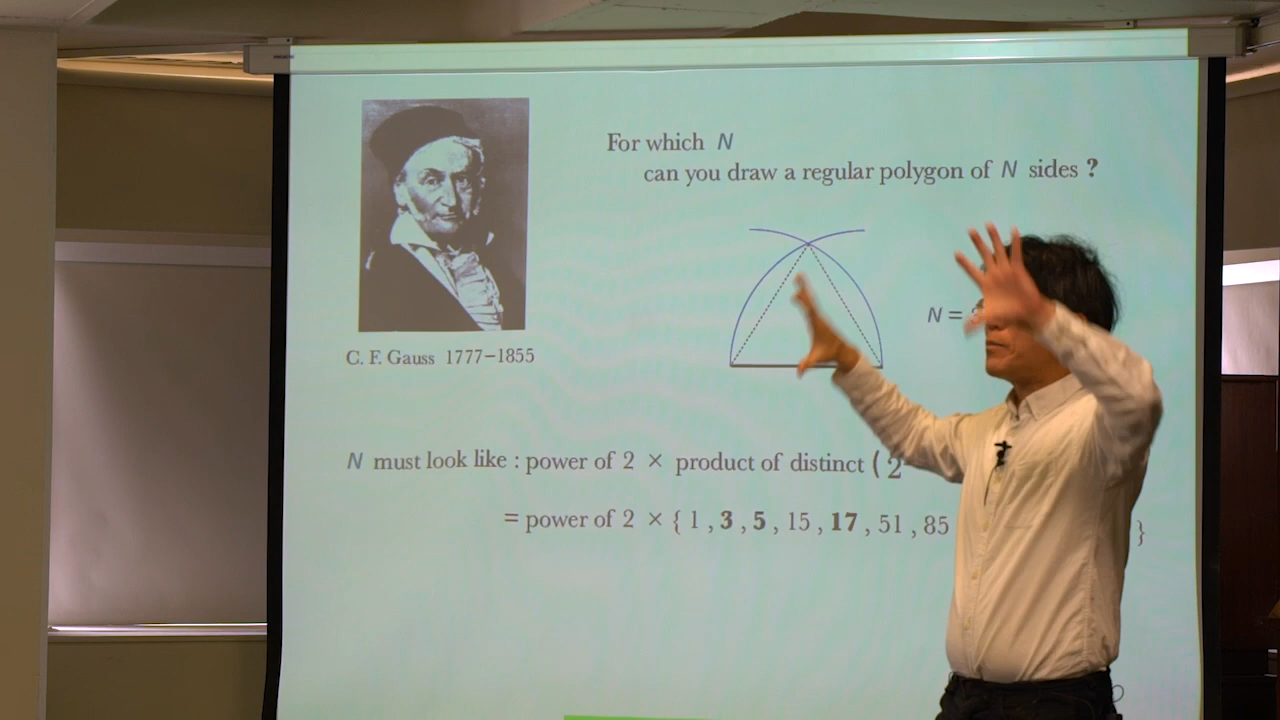 For which N
can you draw a regular polygon of N sides ?
N =
C. F. Gauss 1777–1855
N must look like : power of 2 × product of distinct ( 2
= power of 2 × { 1 , 3 , 5 , 15 , 17 , 51 , 85 }